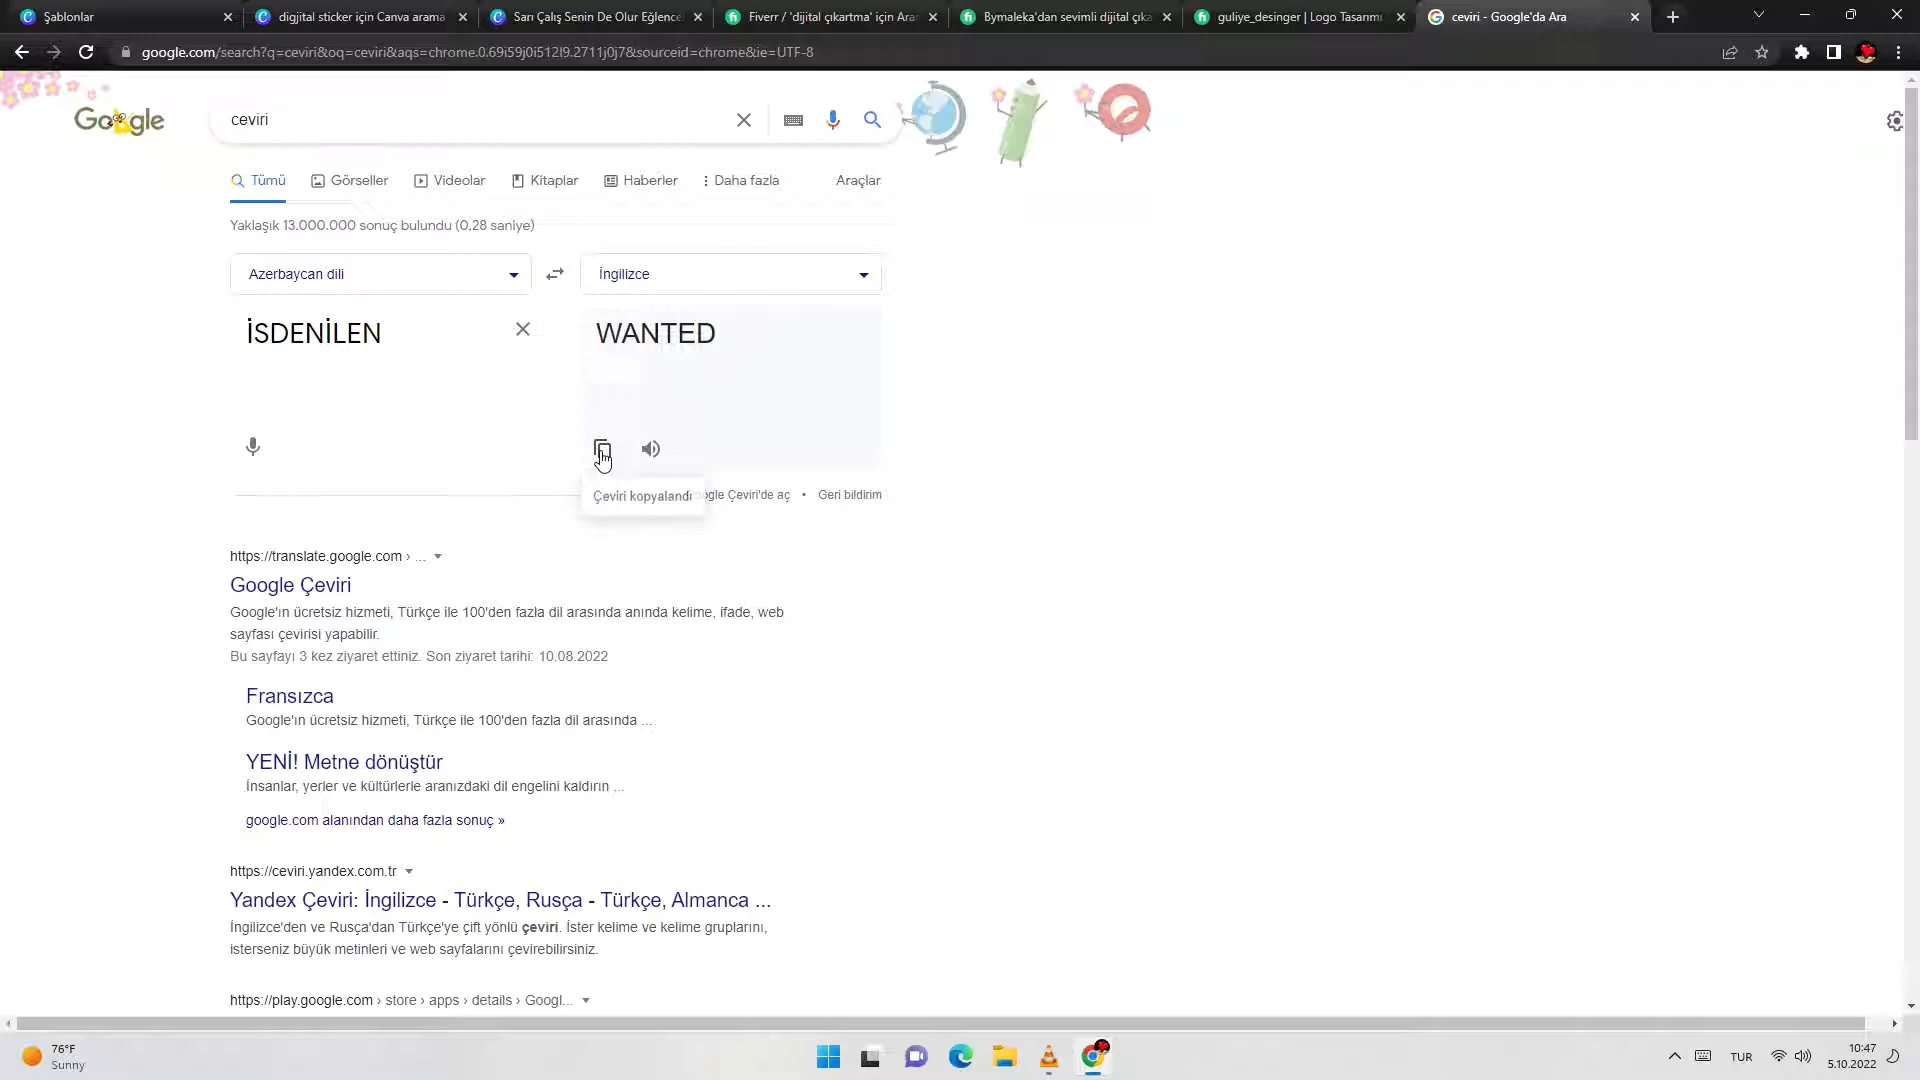 Şablonlar
digjital sticker için Canva arama
Sarı Çalış Senin De Olur Eğlence
Fiverr / 'dijital çıkartma' için Ara
Bymaleka'dan sevimli dijital çıka
guliye_desinger | Logo Tasarımı
ceviri - Google'da Ara
google.com/search?q=ceviri&oq=ceviri&aqs=chrome.0.69i59j0i512l9.2711j0j7&sourceid=chrome&ie=UTF-8
Google
ceviri
Tümü
Görseller
Videolar
Kitaplar
Haberler
Daha fazla
Araçlar
Yaklaşık 13.000.000 sonuç bulundu (0,28 saniye)
Azerbaycan dili
İngilizce
İSDENİLEN
WANTED
Çeviri kopyalandı
ogle Çeviri'de aç • Geri bildirim
https://translate.google.com › ...
Google Çeviri
Google'ın ücretsiz hizmeti, Türkçe ile 100'den fazla dil arasında anında kelime, ifade, web
sayfası çevirisi yapabilir.
Bu sayfayı 3 kez ziyaret ettiniz. Son ziyaret tarihi: 10.08.2022
Fransızca
Google'ın ücretsiz hizmeti, Türkçe ile 100'den fazla dil arasında ...
YENİ! Metne dönüştür
İnsanlar, yerler ve kültürlerle aranızdaki dil engelini kaldırın ...
google.com alanından daha fazla sonuç »
https://ceviri.yandex.com.tr
Yandex Çeviri: İngilizce - Türkçe, Rusça - Türkçe, Almanca ...
İngilizce'den ve Rusça'dan Türkçe'ye çift yönlü çeviri. İster kelime ve kelime gruplarını,
isterseniz büyük metinleri ve web sayfalarını çevirebilirsiniz.
https://play.google.com › store › apps › details › Googl...
76°F
Sunny
TUR
10:47
5.10.2022